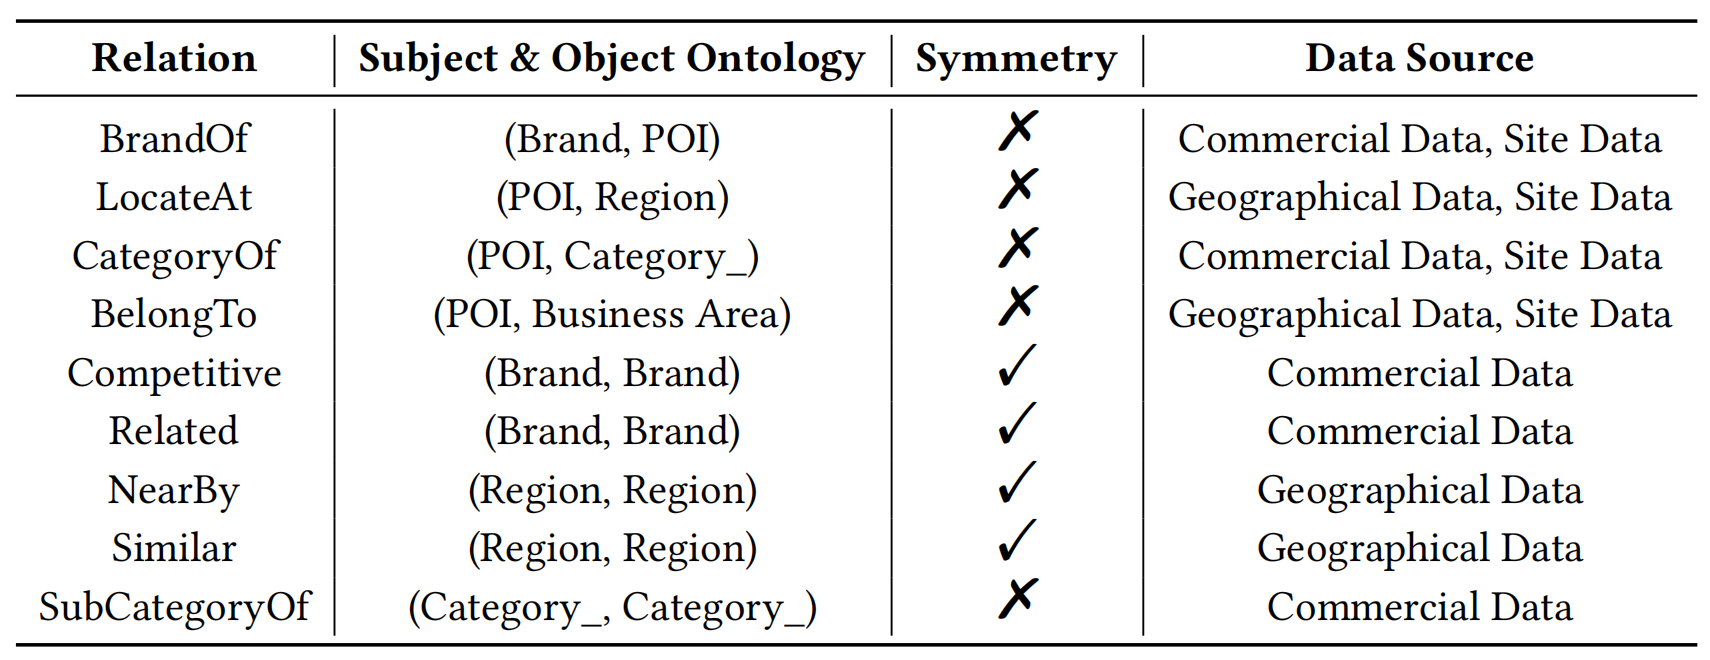 Relation Subject & Object Ontology Symmetry Data Source
BrandOf (Brand, POI) ✗ Commercial Data, Site Data
LocateAt (POI, Region) ✗ Geographical Data, Site Data
CategoryOf (POI, Category_) ✗ Commercial Data, Site Data
BelongTo (POI, Business Area) ✗ Geographical Data, Site Data
Competitive (Brand, Brand) ✓ Commercial Data
Related (Brand, Brand) ✓ Commercial Data
NearBy (Region, Region) ✓ Geographical Data
Similar (Region, Region) ✓ Geographical Data
SubCategoryOf (Category_, Category_) ✗ Commercial Data